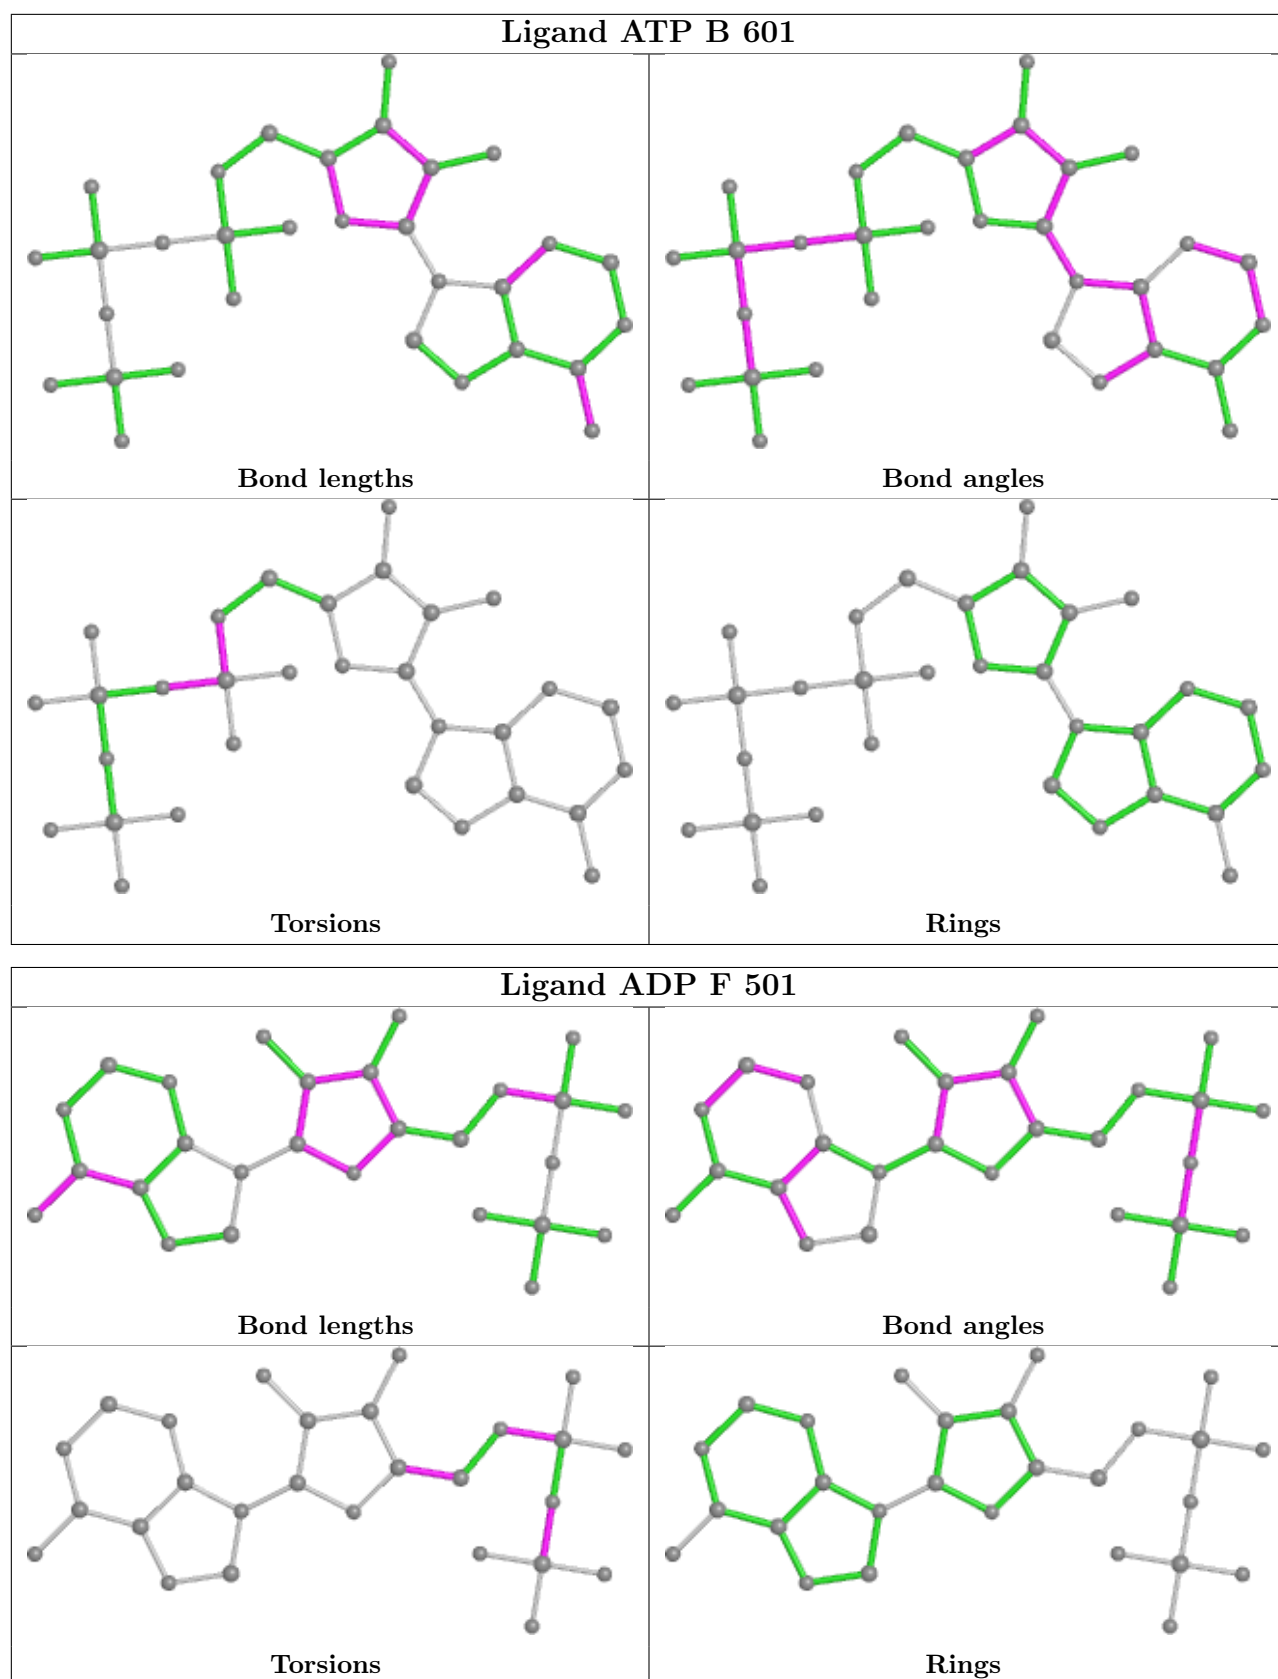 Ligand ATP B 601
Bond lengths
Bond angles
Torsions
Rings
Ligand ADP F 501
Bond lengths
Bond angles
Torsions
Rings